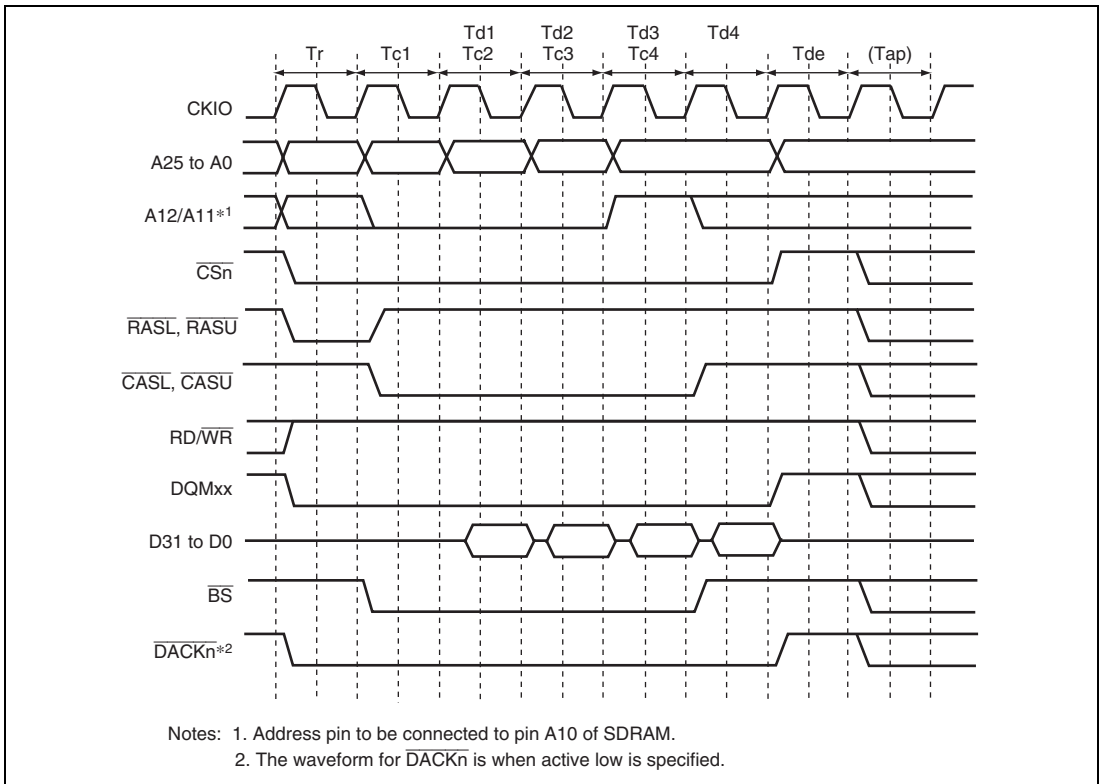 Td1 Td2 Td3 Td4
Tr Tc1 Tc2 Tc3 Tc4 Tde (Tap)
CKIO
A25 to A0
A12/A11*1
CSn
RASL, RASU
CASL, CASU
RD/WR
DQMxx
D31 to D0
BS
DACKn*2
Notes: 1. Address pin to be connected to pin A10 of SDRAM.
2. The waveform for DACKn is when active low is specified.